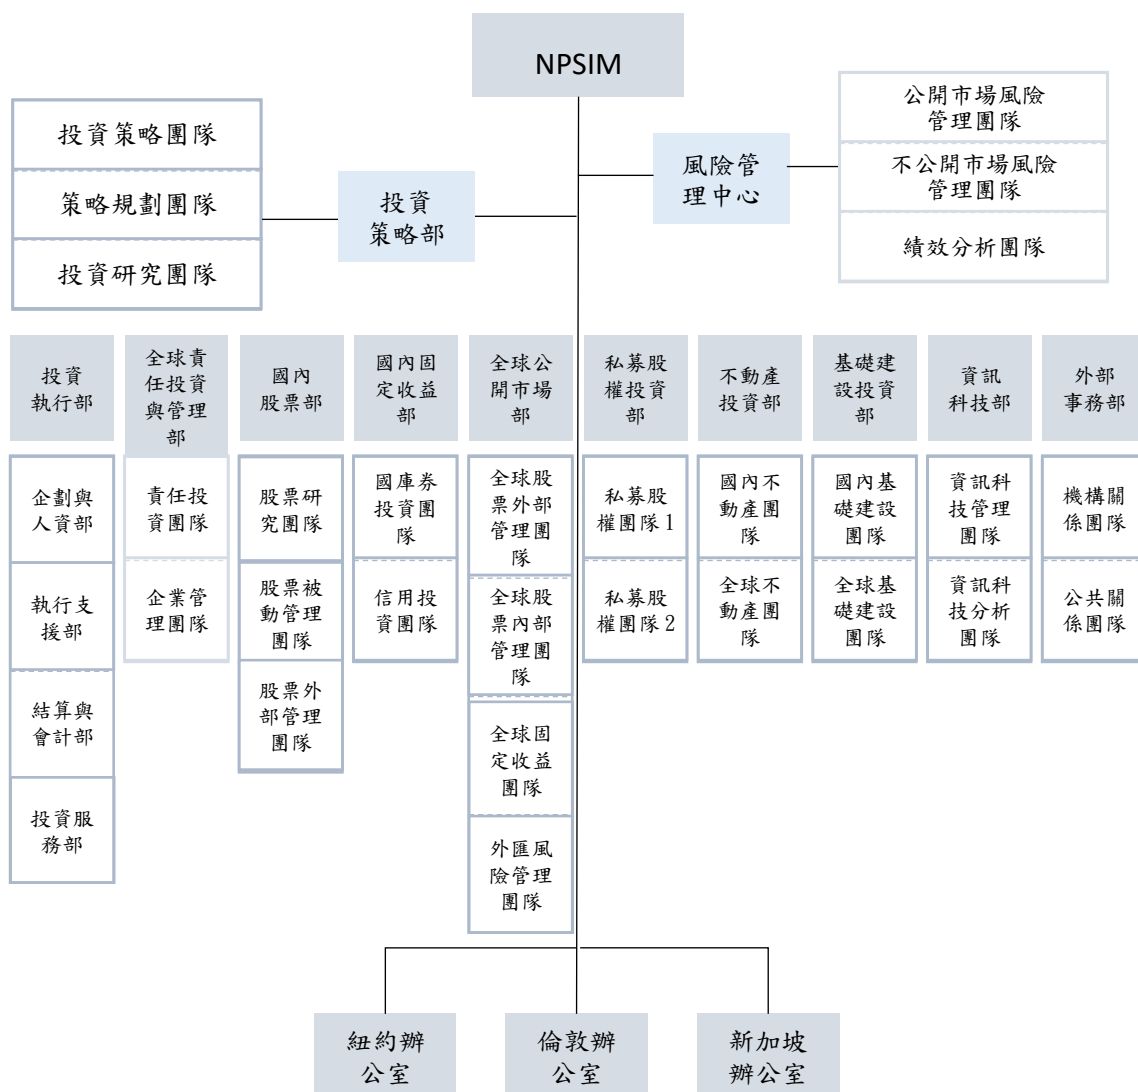 NPSIM
投資策略團隊
策略規劃團隊
投資研究團隊
投資
策略部
風險管
理中心
公開市場風險
管理團隊
不公開市場風險
管理團隊
績效分析團隊
投資
執行部
企劃與
人資部
執行支
援部
結算與
會計部
投資服
務部
全球責
任投資
與管理
部
責任投
資團隊
企業管
理團隊
國內
股票部
股票研
究團隊
股票被
動管理
團隊
股票外
部管理
團隊
國內固
定收益
部
國庫券
投資團
隊
信用投
資團隊
全球公
開市場
部
全球股
票外部
管理團
隊
全球股
票內部
管理團
隊
全球固
定收益
團隊
外匯風
險管理
團隊
私募股
權投資
部
私募股
權團隊1
私募股
權團隊2
不動產
投資部
國內不
動產團
隊
全球不
動產團
隊
基礎建
設投資
部
國內基
礎建設
團隊
全球基
礎建設
團隊
資訊
科技部
資訊科
技管理
團隊
資訊科
技分析
團隊
外部
事務部
機構關
係團隊
公共關
係團隊
紐約辦
公室
倫敦辦
公室
新加坡
辦公室